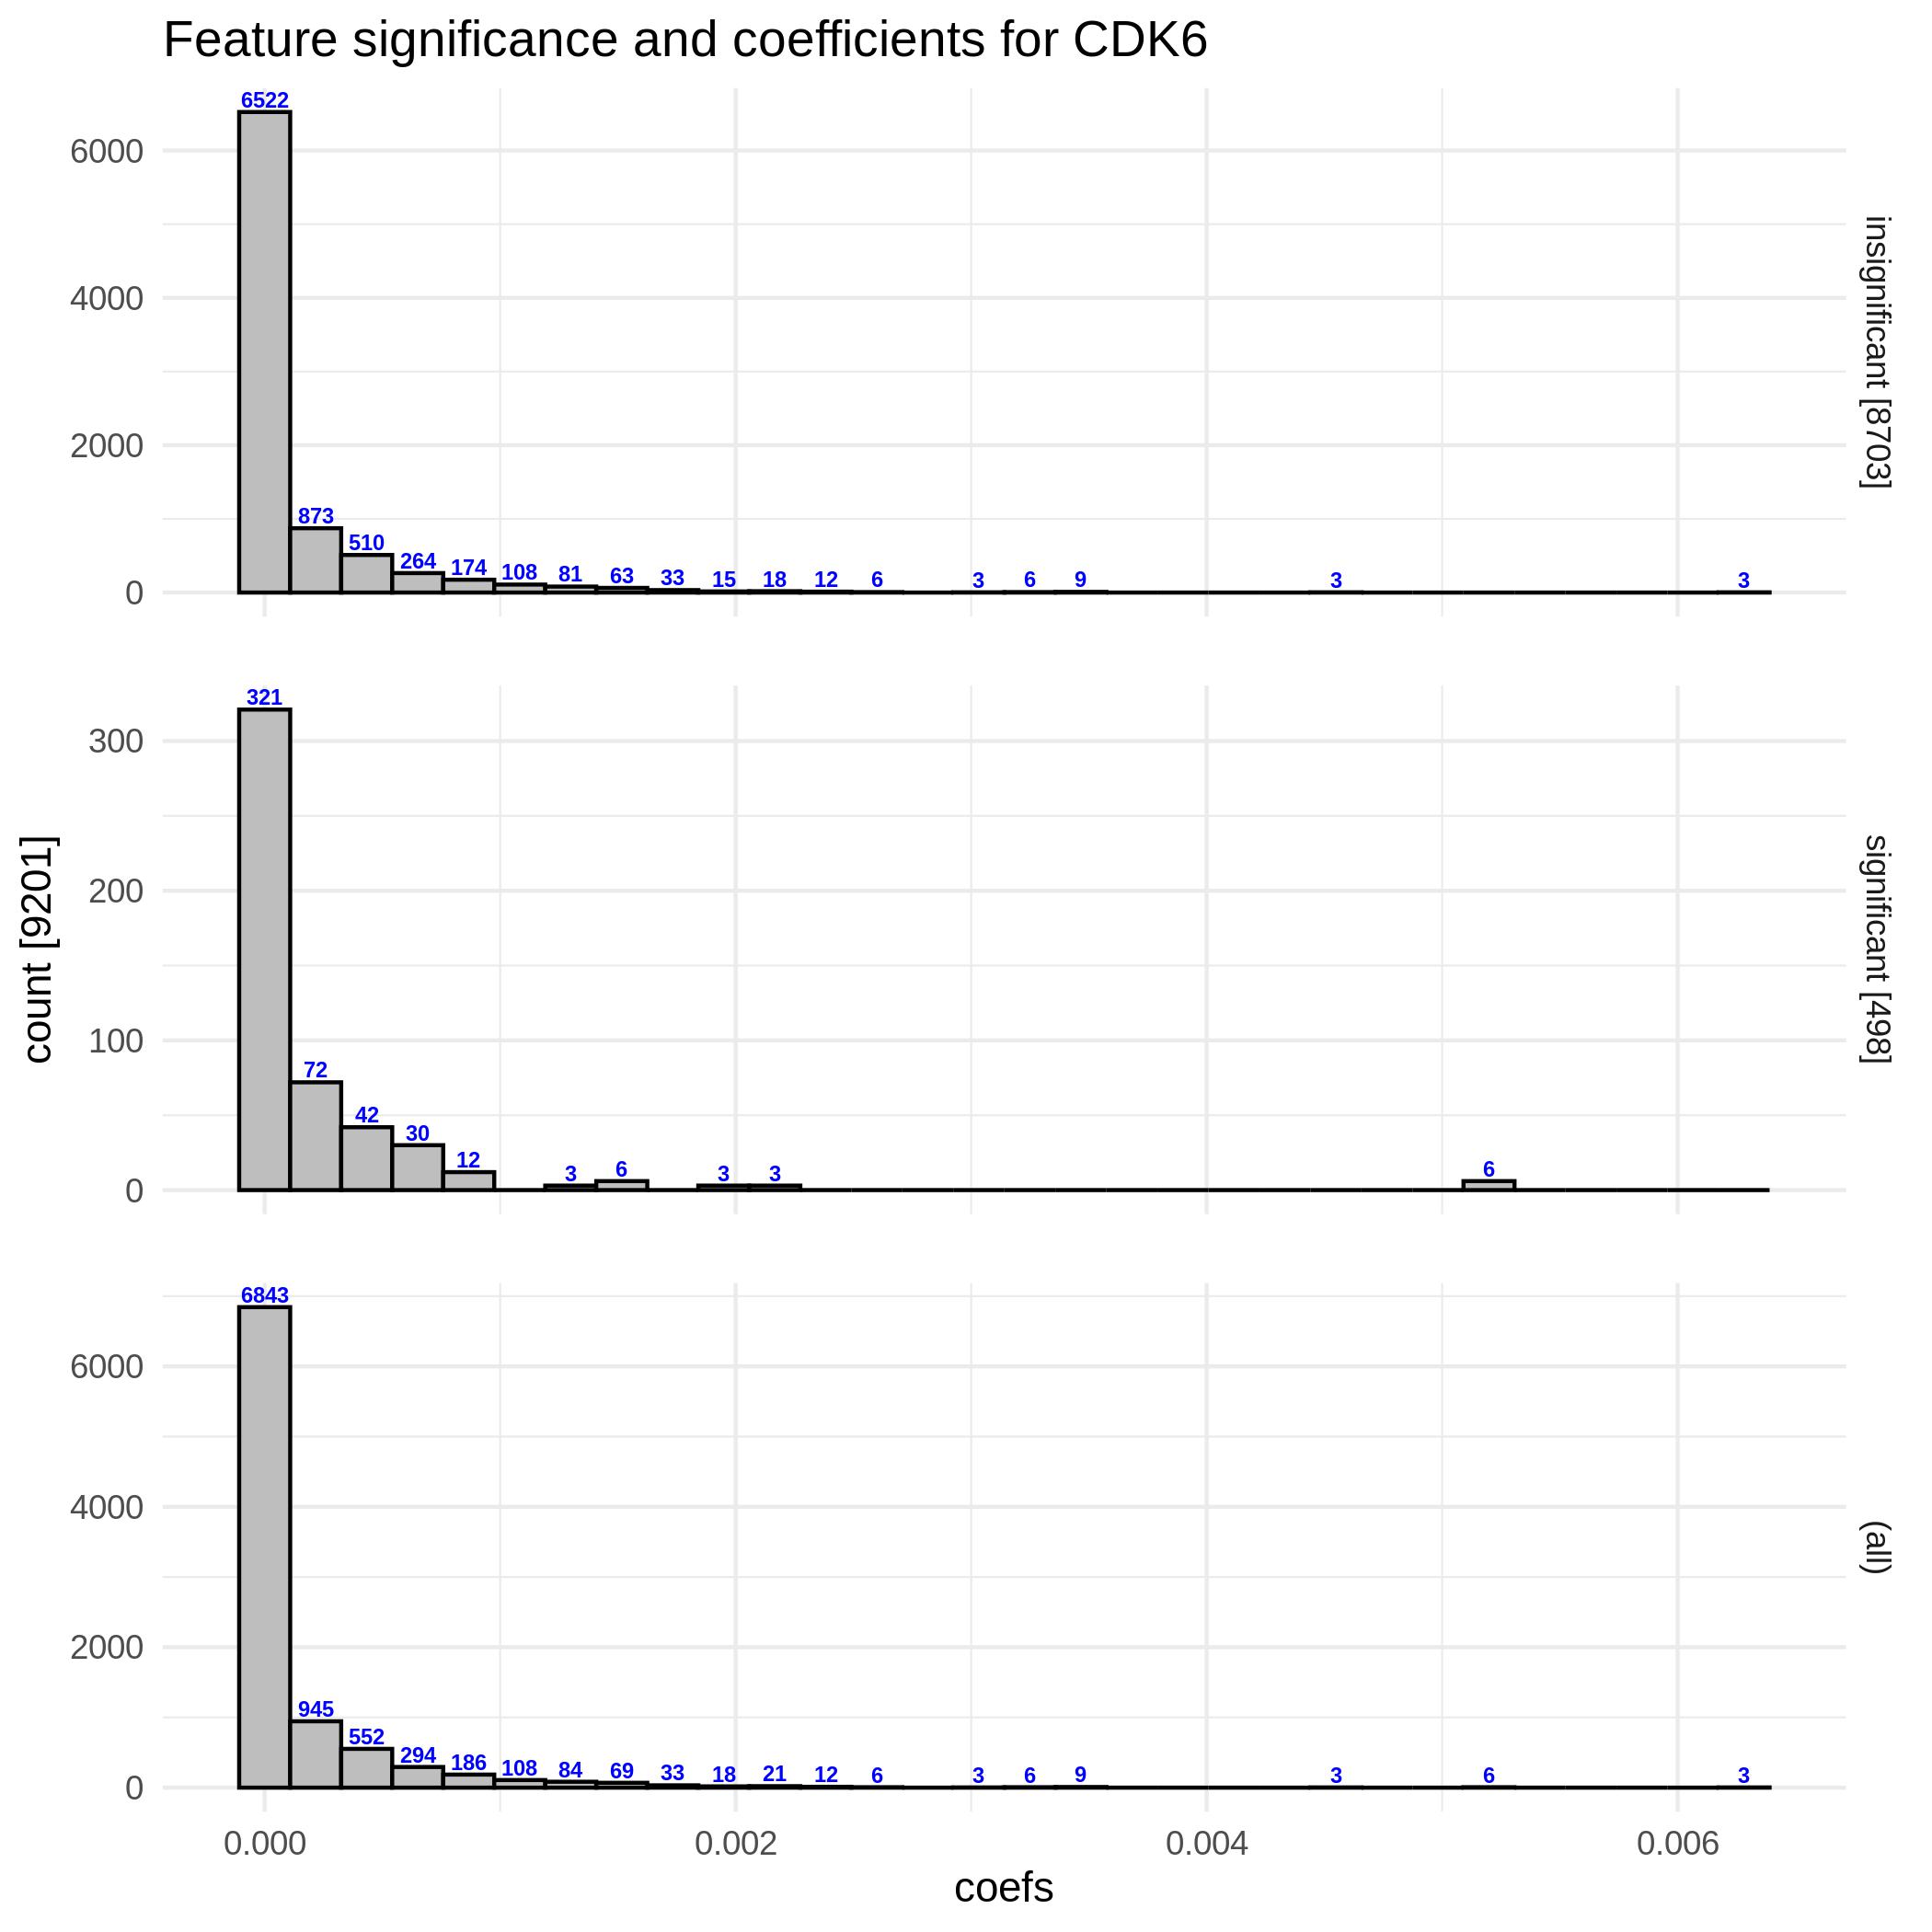 Feature significance and coefficients for CDK6
6522
6000
4000
2000
873
510
264 174 108 81 63 33 15 18 12 6 3 6 9 3 3
0
insignificant [8703]
321
300
200
100
72
42
30
12 3 6 3 3 6
0
significant [498]
count [9201]
6843
6000
4000
2000
945
552
294 186 108 84 69 33 18 21 12 6 3 6 9 3 6 3
0
(all)
0.000 0.002 0.004 0.006
coefs